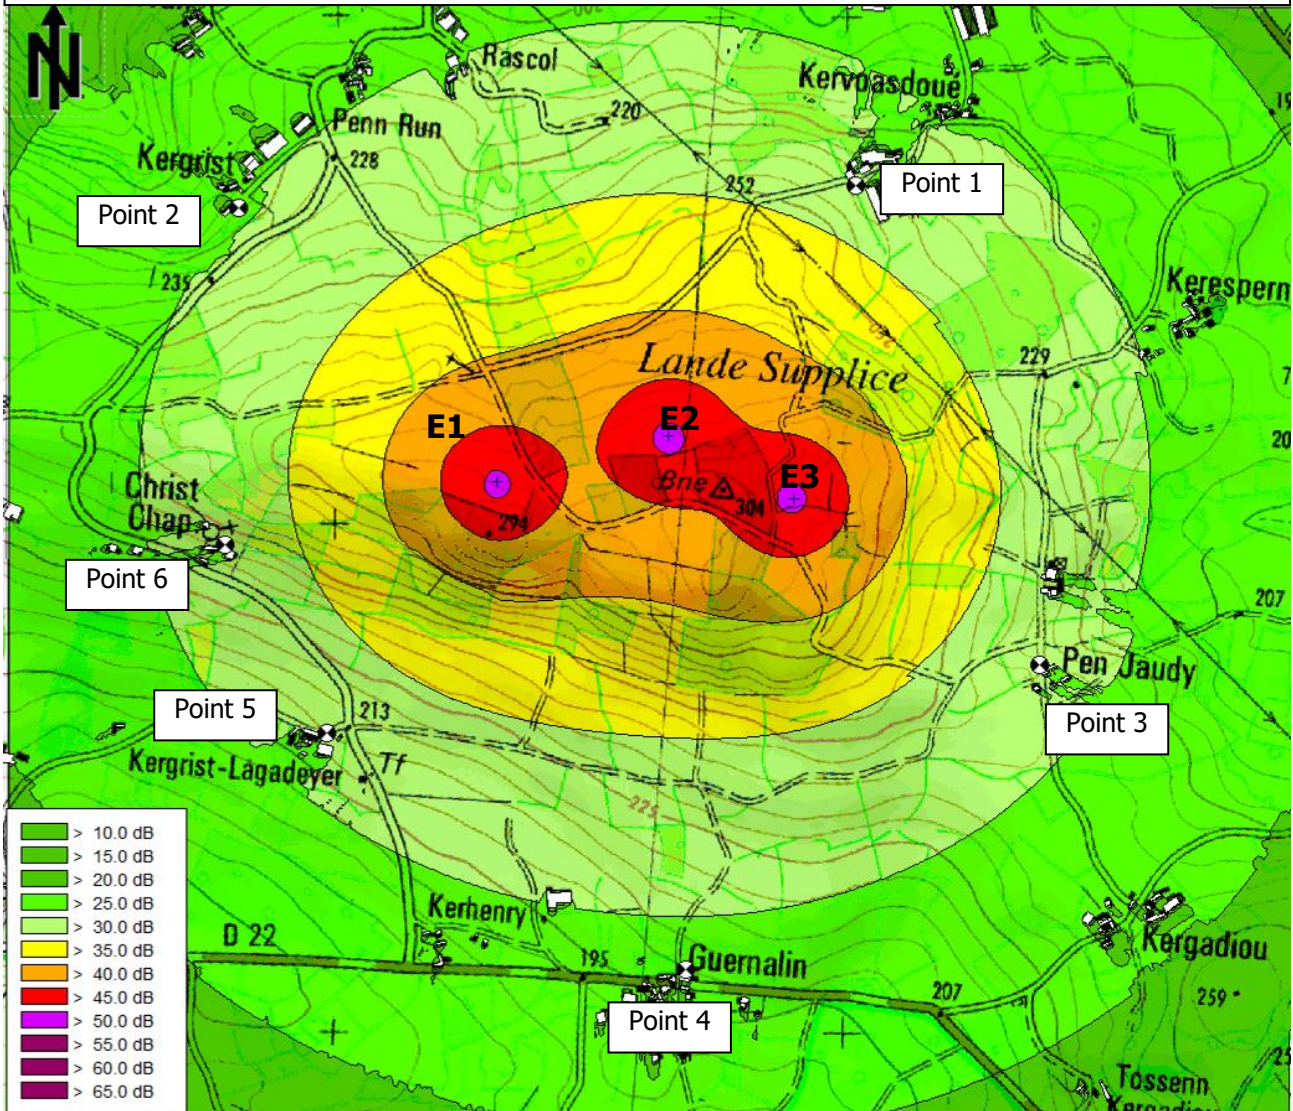 N
Rascol
Kervoasdoué
220
Penn Run
Kergrist
228
Point 1
252
Point 2
235
260
Kerespern
Lande Supplice
229
E1
E2
E3
Bne
304
294
Christ
Chap
20
Point 6
207
Pen Jaudy
Point 5
213
Point 3
Kergrist-Lagadeyer
Tf
225
> 10.0 dB
> 15.0 dB
> 20.0 dB
> 25.0 dB
> 30.0 dB
> 35.0 dB
> 40.0 dB
> 45.0 dB
> 50.0 dB
> 55.0 dB
> 60.0 dB
> 65.0 dB
Kerhenry
D 22
195
Guernalin
Kergadiou
207
259
Point 4
Tossenn